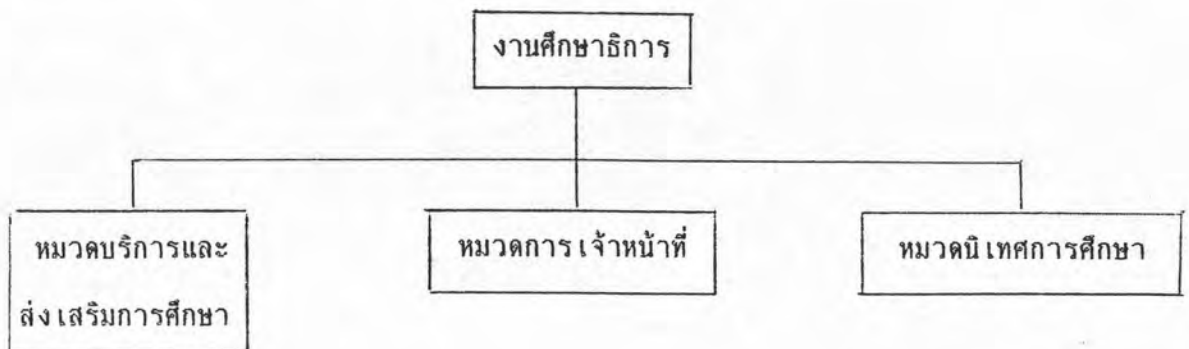 งานศึกษาธิการ
หมวดบริการและ
ส่งเสริมการศึกษา
หมวดการเจ้าหน้าที่
หมวดนิเทศการศึกษา